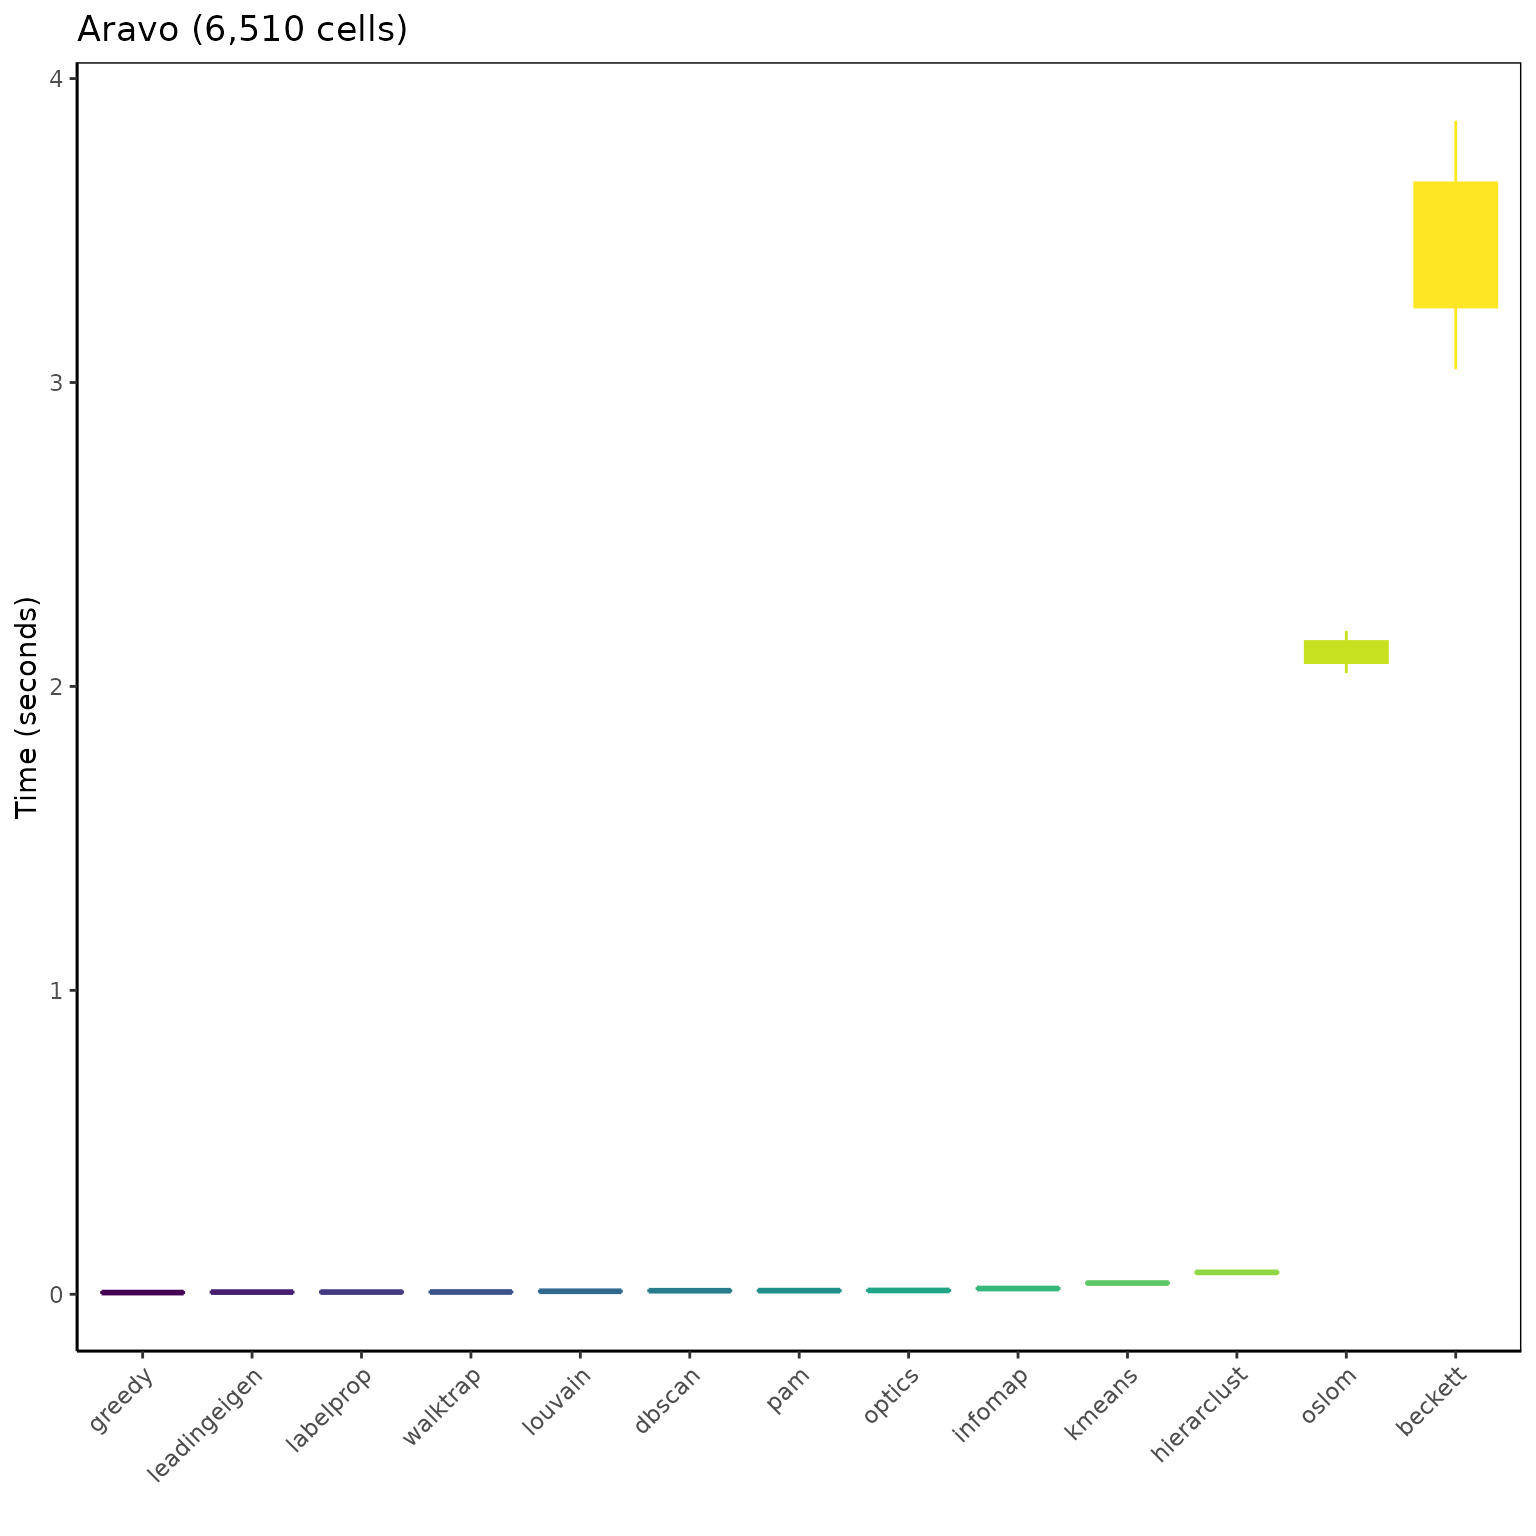 Aravo (6,510 cells)
Time (seconds)
4
3
2
1
0
greedy
leadingeigen
labelprop
walktrap
louvain
dbscan
pam
optics
infomap
kmeans
hierarclust
oslom
beckett